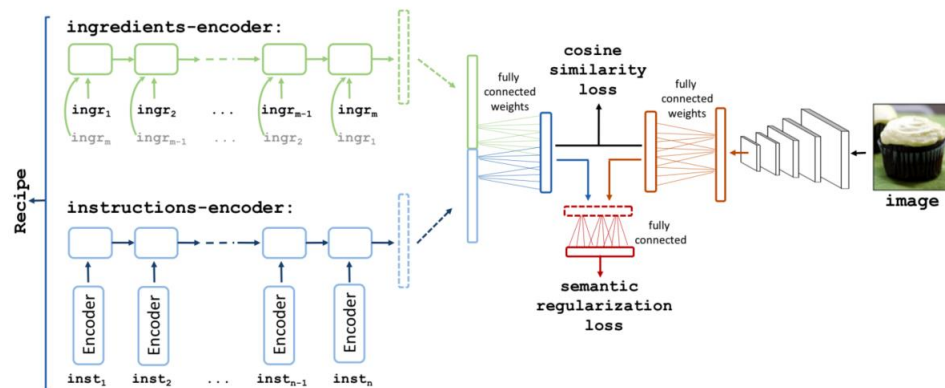 ingredients-encoder:
ingr1 ingr2 ... ingrm-1 ingrm
ingrm ingrm-1 ... ingr2 ingr1
Recipe
instructions-encoder:
Encoder Encoder Encoder Encoder
inst1 inst2 ... instn-1 instn
fully
connected
weights
cosine
similarity
loss
fully
connected
weights
image
fully
connected
semantic
regularization
loss